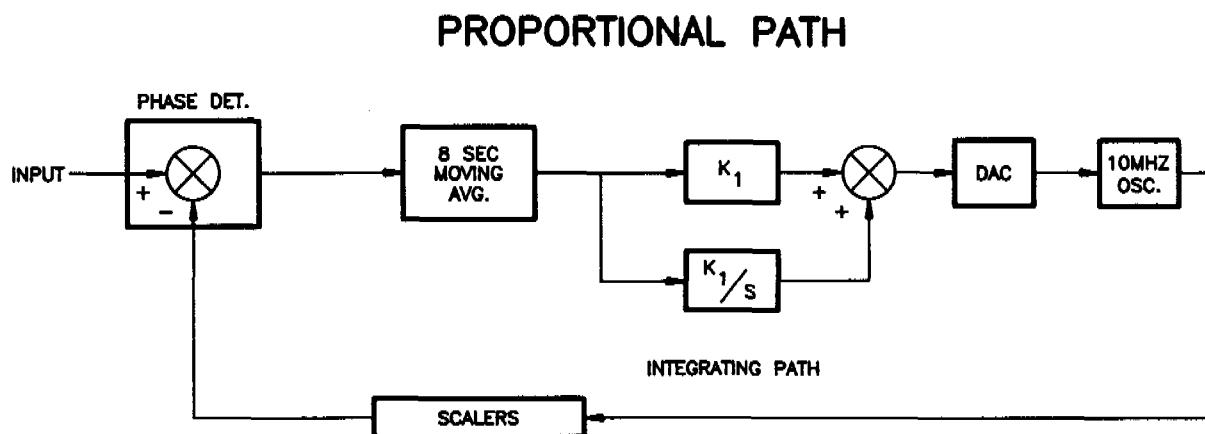 PROPORTIONAL PATH
PHASE DET.
INPUT
+
-
8 SEC
MOVING
AVG.
K1
+
+
DAC
10MHZ
OSC.
K1/S
INTEGRATING PATH
SCALERS